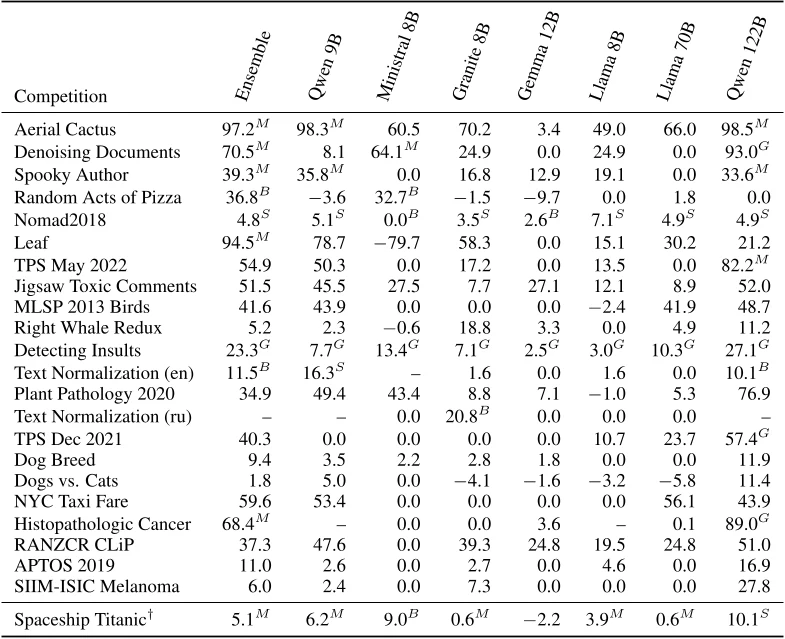 Competition Ensemble Qwen 9B Ministral 8B Granite 8B Gemma 12B Llama 8B Llama 70B Qwen 122B
Aerial Cactus 97.2^M 98.3^M 60.5 70.2 3.4 49.0 66.0 98.5^M
Denoising Documents 70.5^M 8.1 64.1^M 24.9 0.0 24.9 0.0 93.0^G
Spooky Author 39.3^M 35.8^M 0.0 16.8 12.9 19.1 0.0 33.6^M
Random Acts of Pizza 36.8^B −3.6 32.7^B −1.5 −9.7 0.0 1.8 0.0
Nomad2018 4.8^S 5.1^S 0.0^B 3.5^S 2.6^B 7.1^S 4.9^S 4.9^S
Leaf 94.5^M 78.7 −79.7 58.3 0.0 15.1 30.2 21.2
TPS May 2022 54.9 50.3 0.0 17.2 0.0 13.5 0.0 82.2^M
Jigsaw Toxic Comments 51.5 45.5 27.5 7.7 27.1 12.1 8.9 52.0
MLSP 2013 Birds 41.6 43.9 0.0 0.0 0.0 −2.4 41.9 48.7
Right Whale Redux 5.2 2.3 −0.6 18.8 3.3 0.0 4.9 11.2
Detecting Insults 23.3^G 7.7^G 13.4^G 7.1^G 2.5^G 3.0^G 10.3^G 27.1^G
Text Normalization (en) 11.5^B 16.3^S – 1.6 0.0 1.6 0.0 10.1^B
Plant Pathology 2020 34.9 49.4 43.4 8.8 7.1 −1.0 5.3 76.9
Text Normalization (ru) – – 0.0 20.8^B 0.0 0.0 0.0 –
TPS Dec 2021 40.3 0.0 0.0 0.0 0.0 10.7 23.7 57.4^G
Dog Breed 9.4 3.5 2.2 2.8 1.8 0.0 0.0 11.9
Dogs vs. Cats 1.8 5.0 0.0 −4.1 −1.6 −3.2 −5.8 11.4
NYC Taxi Fare 59.6 53.4 0.0 0.0 0.0 0.0 56.1 43.9
Histopathologic Cancer 68.4^M – 0.0 0.0 3.6 – 0.1 89.0^G
RANZCR CLiP 37.3 47.6 0.0 39.3 24.8 19.5 24.8 51.0
APTOS 2019 11.0 2.6 0.0 2.7 0.0 4.6 0.0 16.9
SIIM-ISIC Melanoma 6.0 2.4 0.0 7.3 0.0 0.0 0.0 27.8
Spaceship Titanic† 5.1^M 6.2^M 9.0^B 0.6^M −2.2 3.9^M 0.6^M 10.1^S